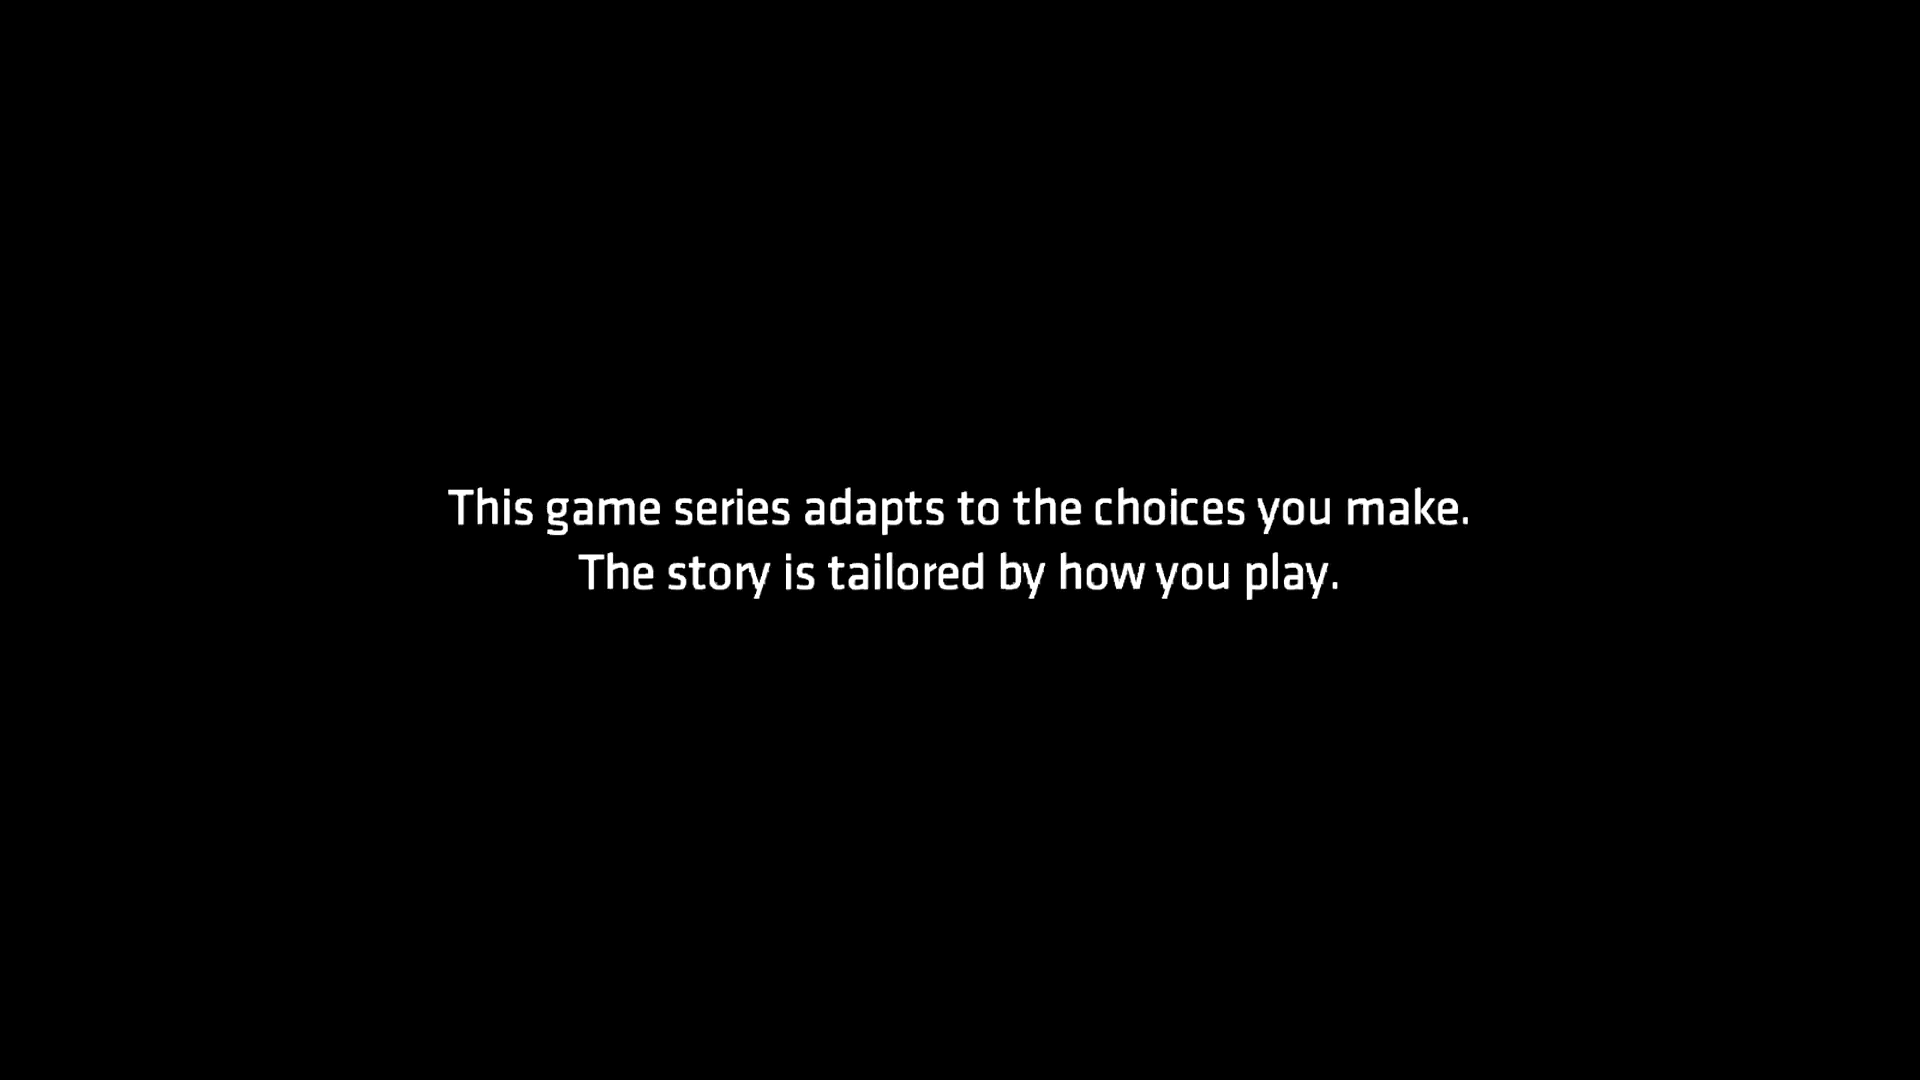 This game series adapts to the choices you make.
The story is tailored by how you play.